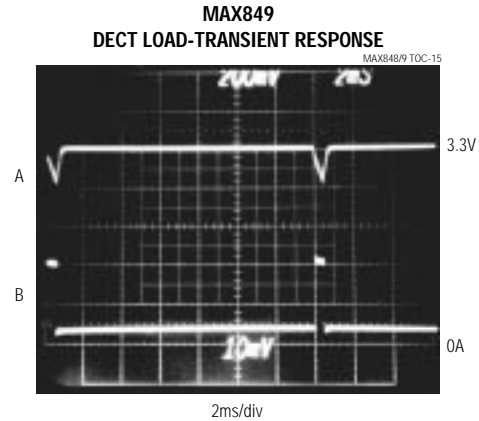 MAX849
DECT LOAD-TRANSIENT RESPONSE
MAX848/9 TOC-15
200mV 2mS
A
3.3V
B
0A
10mV
2ms/div